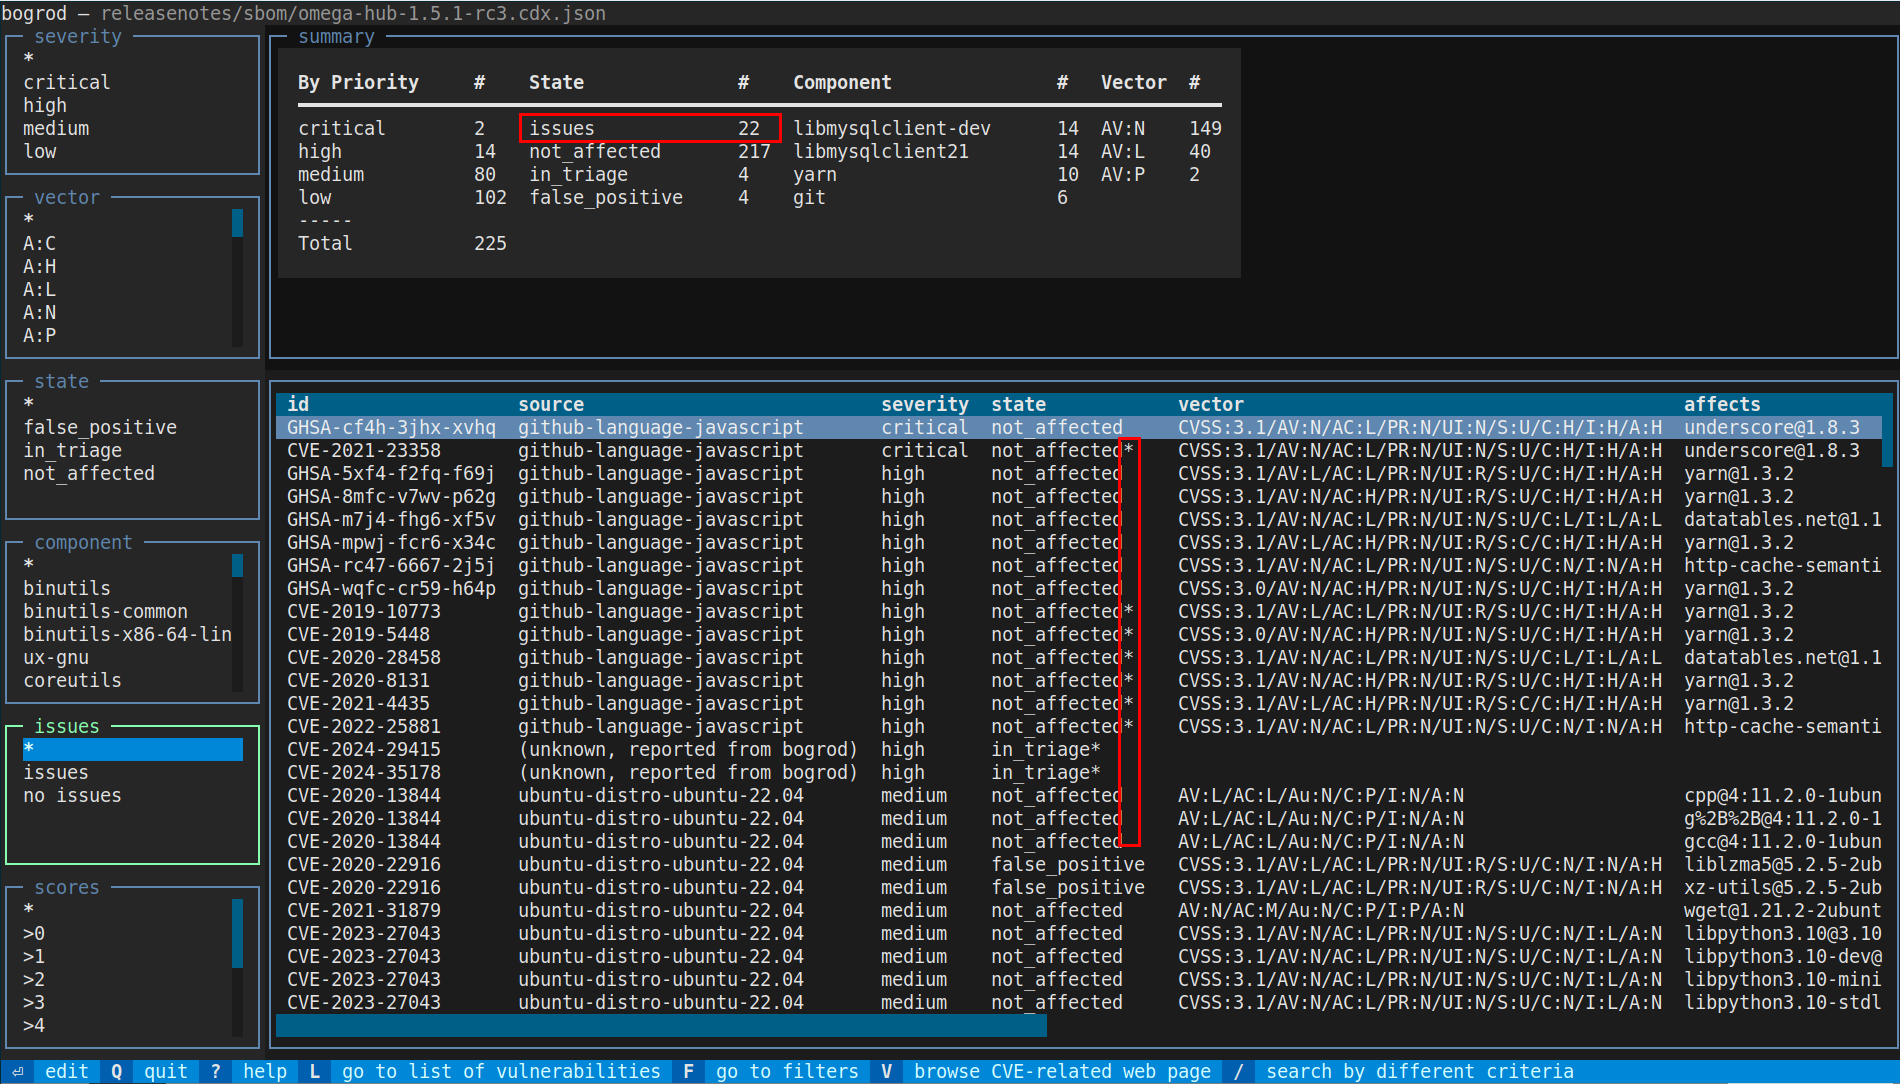 bogrod — releasenotes/sbom/omega-hub-1.5.1-rc3.cdx.json
severity
*
critical
high
medium
low
vector
*
A:C
A:H
A:L
A:N
A:P
state
*
false_positive
in_triage
not_affected
component
*
binutils
binutils-common
binutils-x86-64-lin
ux-gnu
coreutils
issues
*
issues
no issues
scores
*
>0
>1
>2
>3
>4
summary
By Priority # State # Component # Vector #
critical 2 issues 22 libmysqlclient-dev 14 AV:N 149
high 14 not_affected 217 libmysqlclient21 14 AV:L 40
medium 80 in_triage 4 yarn 10 AV:P 2
low 102 false_positive 4 git 6
-----
Total 225
id source severity state vector affects
GHSA-cf4h-3jhx-xvhq github-language-javascript critical not_affected CVSS:3.1/AV:N/AC:L/PR:N/UI:N/S:U/C:H/I:H/A:H underscore@1.8.3
CVE-2021-23358 github-language-javascript critical not_affected* CVSS:3.1/AV:N/AC:L/PR:N/UI:N/S:U/C:H/I:H/A:H underscore@1.8.3
GHSA-5xf4-f2fq-f69j github-language-javascript high not_affected CVSS:3.1/AV:L/AC:L/PR:N/UI:R/S:U/C:H/I:H/A:H yarn@1.3.2
GHSA-8mfc-v7wv-p62g github-language-javascript high not_affected CVSS:3.1/AV:N/AC:H/PR:N/UI:R/S:U/C:H/I:H/A:H yarn@1.3.2
GHSA-m7j4-fhg6-xf5v github-language-javascript high not_affected CVSS:3.1/AV:N/AC:L/PR:N/UI:N/S:U/C:L/I:L/A:L datatables.net@1.1
GHSA-mpwj-fcr6-x34c github-language-javascript high not_affected CVSS:3.1/AV:L/AC:H/PR:N/UI:R/S:C/C:H/I:H/A:H yarn@1.3.2
GHSA-rc47-6667-2j5j github-language-javascript high not_affected CVSS:3.1/AV:N/AC:L/PR:N/UI:N/S:U/C:N/I:N/A:H http-cache-semanti
GHSA-wqfc-cr59-h64p github-language-javascript high not_affected CVSS:3.0/AV:N/AC:H/PR:N/UI:N/S:U/C:H/I:H/A:H yarn@1.3.2
CVE-2019-10773 github-language-javascript high not_affected* CVSS:3.1/AV:L/AC:L/PR:N/UI:R/S:U/C:H/I:H/A:H yarn@1.3.2
CVE-2019-5448 github-language-javascript high not_affected* CVSS:3.0/AV:N/AC:H/PR:N/UI:N/S:U/C:H/I:H/A:H yarn@1.3.2
CVE-2020-28458 github-language-javascript high not_affected* CVSS:3.1/AV:N/AC:L/PR:N/UI:N/S:U/C:L/I:L/A:L datatables.net@1.1
CVE-2020-8131 github-language-javascript high not_affected* CVSS:3.1/AV:N/AC:H/PR:N/UI:R/S:U/C:H/I:H/A:H yarn@1.3.2
CVE-2021-4435 github-language-javascript high not_affected* CVSS:3.1/AV:L/AC:H/PR:N/UI:R/S:C/C:H/I:H/A:H yarn@1.3.2
CVE-2022-25881 github-language-javascript high not_affected* CVSS:3.1/AV:N/AC:L/PR:N/UI:N/S:U/C:N/I:N/A:H http-cache-semanti
CVE-2024-29415 (unknown, reported from bogrod) high in_triage*
CVE-2024-35178 (unknown, reported from bogrod) high in_triage*
CVE-2020-13844 ubuntu-distro-ubuntu-22.04 medium not_affected AV:L/AC:L/Au:N/C:P/I:N/A:N cpp@4:11.2.0-1ubun
CVE-2020-13844 ubuntu-distro-ubuntu-22.04 medium not_affected AV:L/AC:L/Au:N/C:P/I:N/A:N g%2B%2B@4:11.2.0-1
CVE-2020-13844 ubuntu-distro-ubuntu-22.04 medium not_affected AV:L/AC:L/Au:N/C:P/I:N/A:N gcc@4:11.2.0-1ubun
CVE-2020-22916 ubuntu-distro-ubuntu-22.04 medium false_positive CVSS:3.1/AV:L/AC:L/PR:N/UI:R/S:U/C:N/I:N/A:H liblzma5@5.2.5-2ub
CVE-2020-22916 ubuntu-distro-ubuntu-22.04 medium false_positive CVSS:3.1/AV:L/AC:L/PR:N/UI:R/S:U/C:N/I:N/A:H xz-utils@5.2.5-2ub
CVE-2021-31879 ubuntu-distro-ubuntu-22.04 medium not_affected AV:N/AC:M/Au:N/C:P/I:P/A:N wget@1.21.2-2ubunt
CVE-2023-27043 ubuntu-distro-ubuntu-22.04 medium not_affected CVSS:3.1/AV:N/AC:L/PR:N/UI:N/S:U/C:N/I:L/A:N libpython3.10@3.10
CVE-2023-27043 ubuntu-distro-ubuntu-22.04 medium not_affected CVSS:3.1/AV:N/AC:L/PR:N/UI:N/S:U/C:N/I:L/A:N libpython3.10-dev@
CVE-2023-27043 ubuntu-distro-ubuntu-22.04 medium not_affected CVSS:3.1/AV:N/AC:L/PR:N/UI:N/S:U/C:N/I:L/A:N libpython3.10-mini
CVE-2023-27043 ubuntu-distro-ubuntu-22.04 medium not_affected CVSS:3.1/AV:N/AC:L/PR:N/UI:N/S:U/C:N/I:L/A:N libpython3.10-stdl
⏎ edit Q quit ? help L go to list of vulnerabilities F go to filters V browse CVE-related web page / search by different criteria